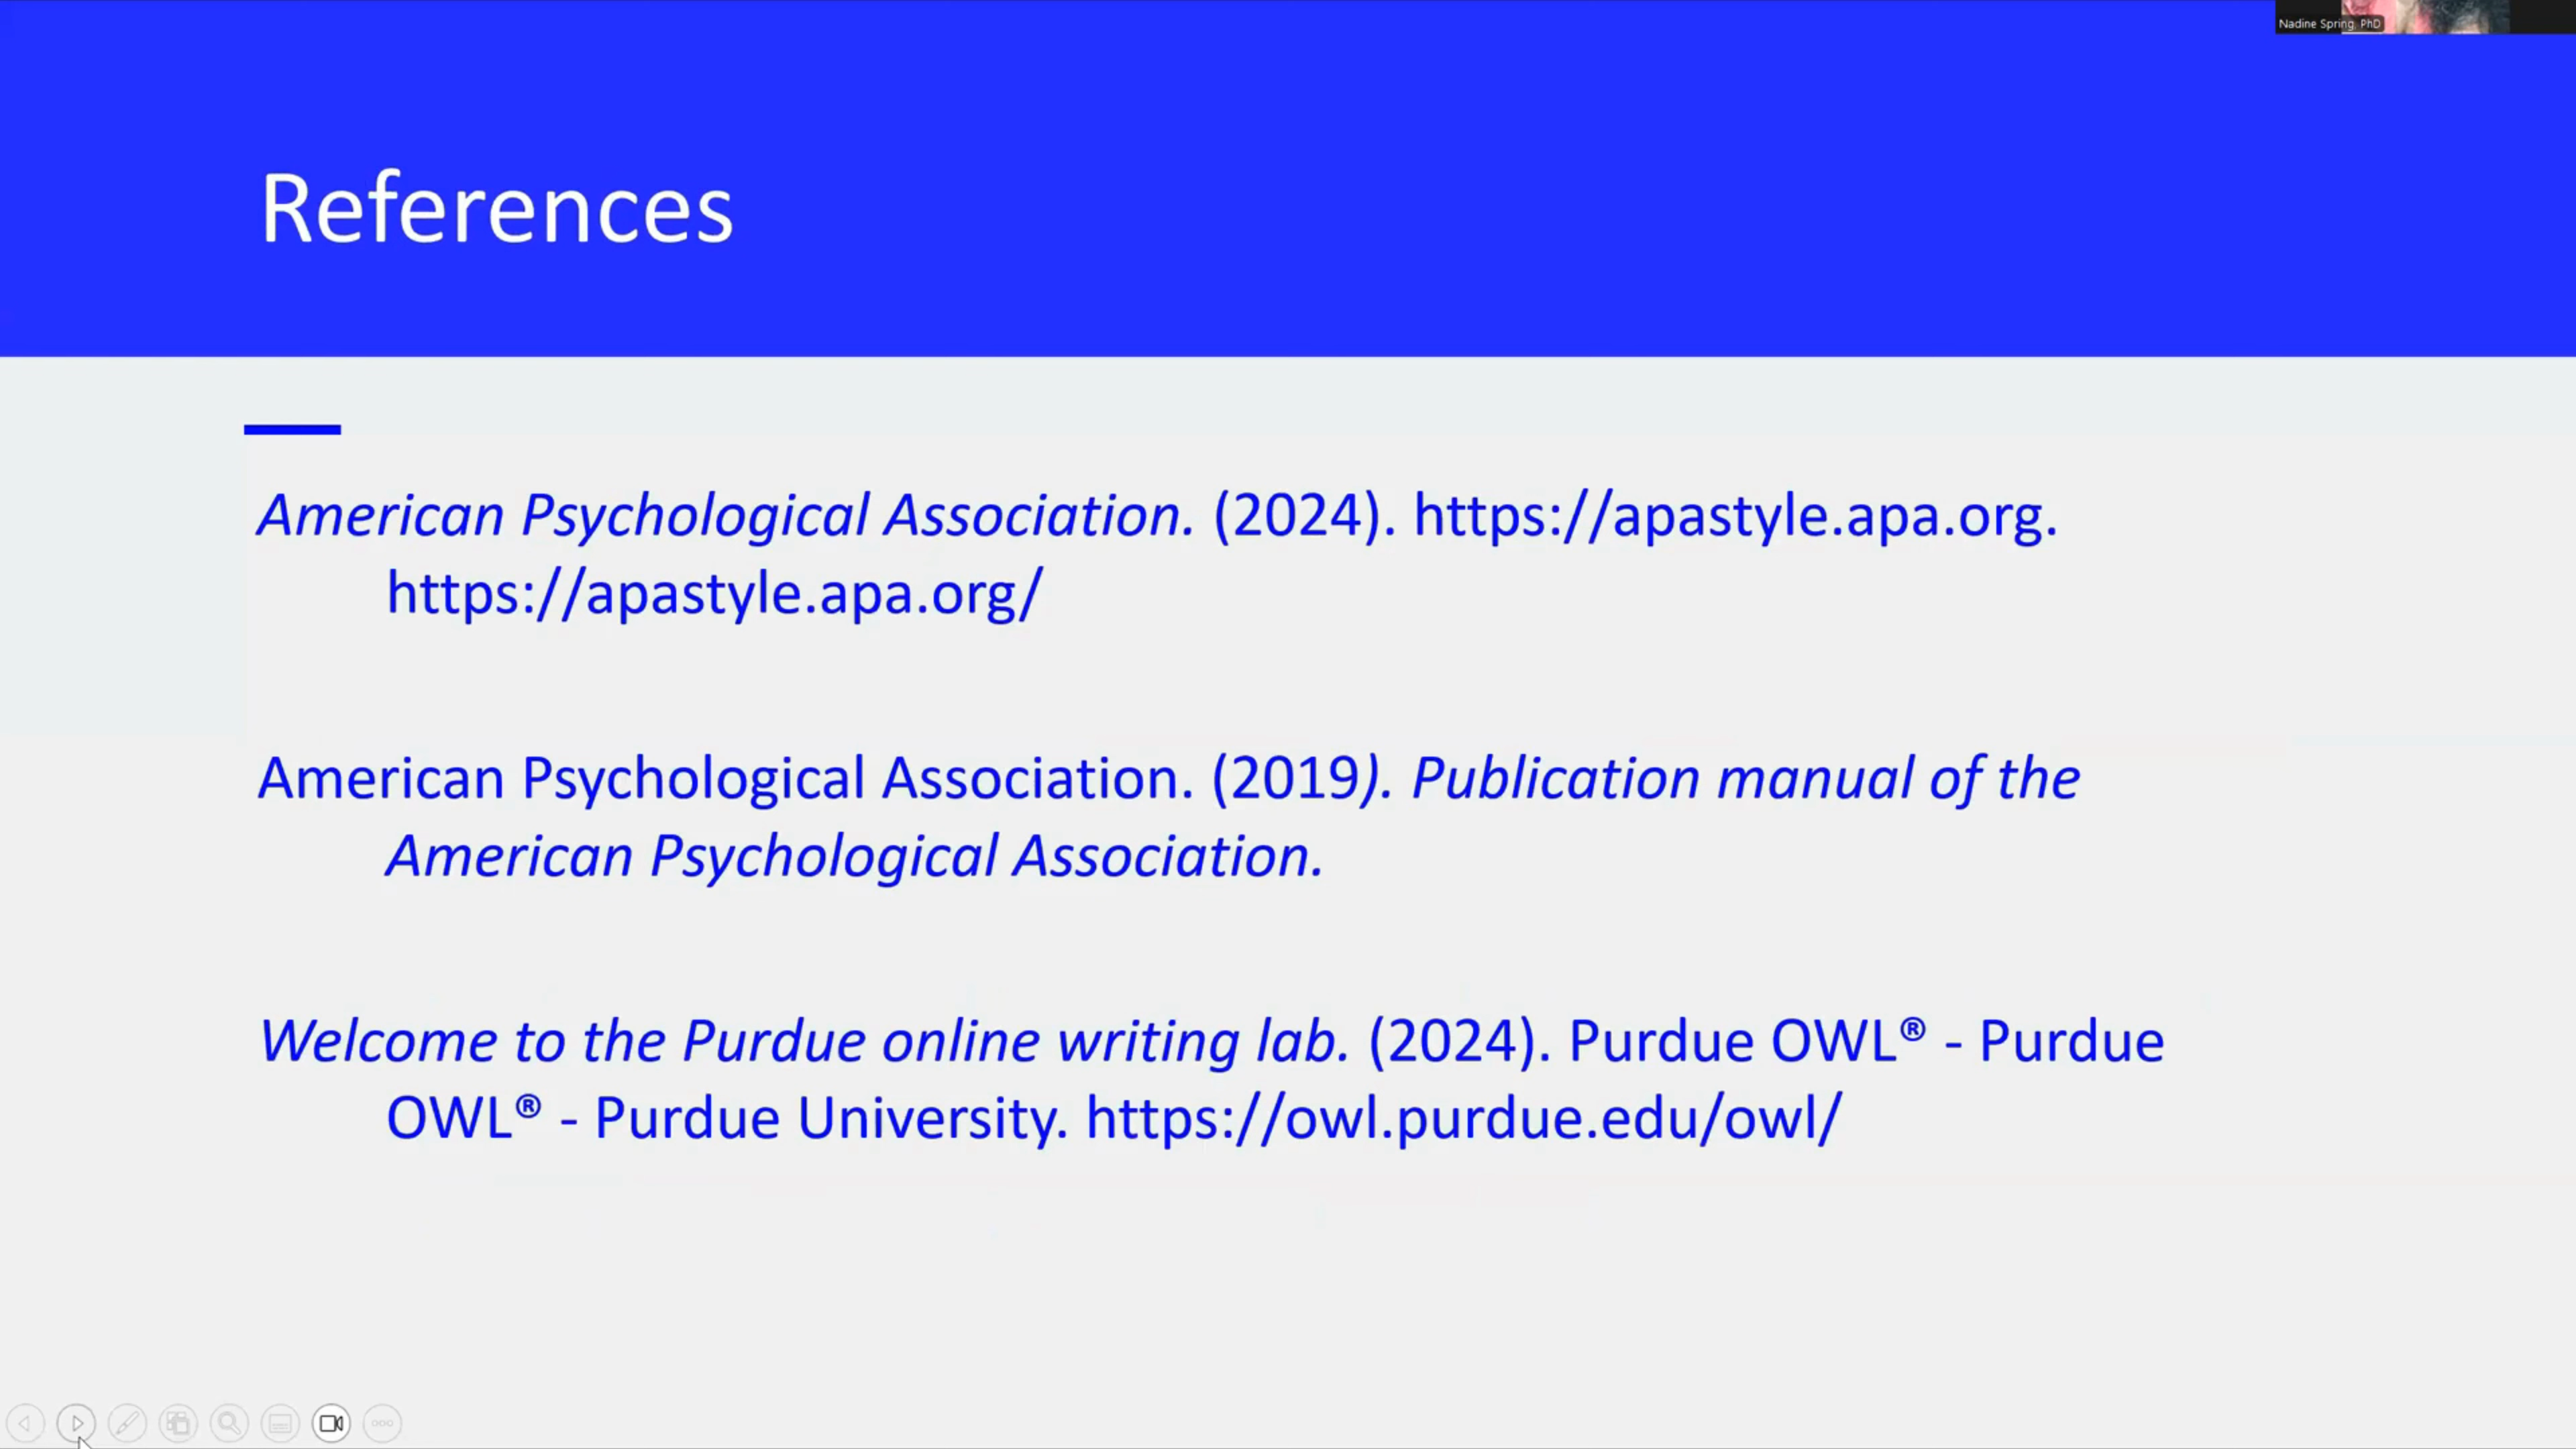 Nadine Spring, PhD
References
American Psychological Association. (2024). https://apastyle.apa.org.
https://apastyle.apa.org/
American Psychological Association. (2019). Publication manual of the
American Psychological Association.
Welcome to the Purdue online writing lab. (2024). Purdue OWL® - Purdue
OWL® - Purdue University. https://owl.purdue.edu/owl/